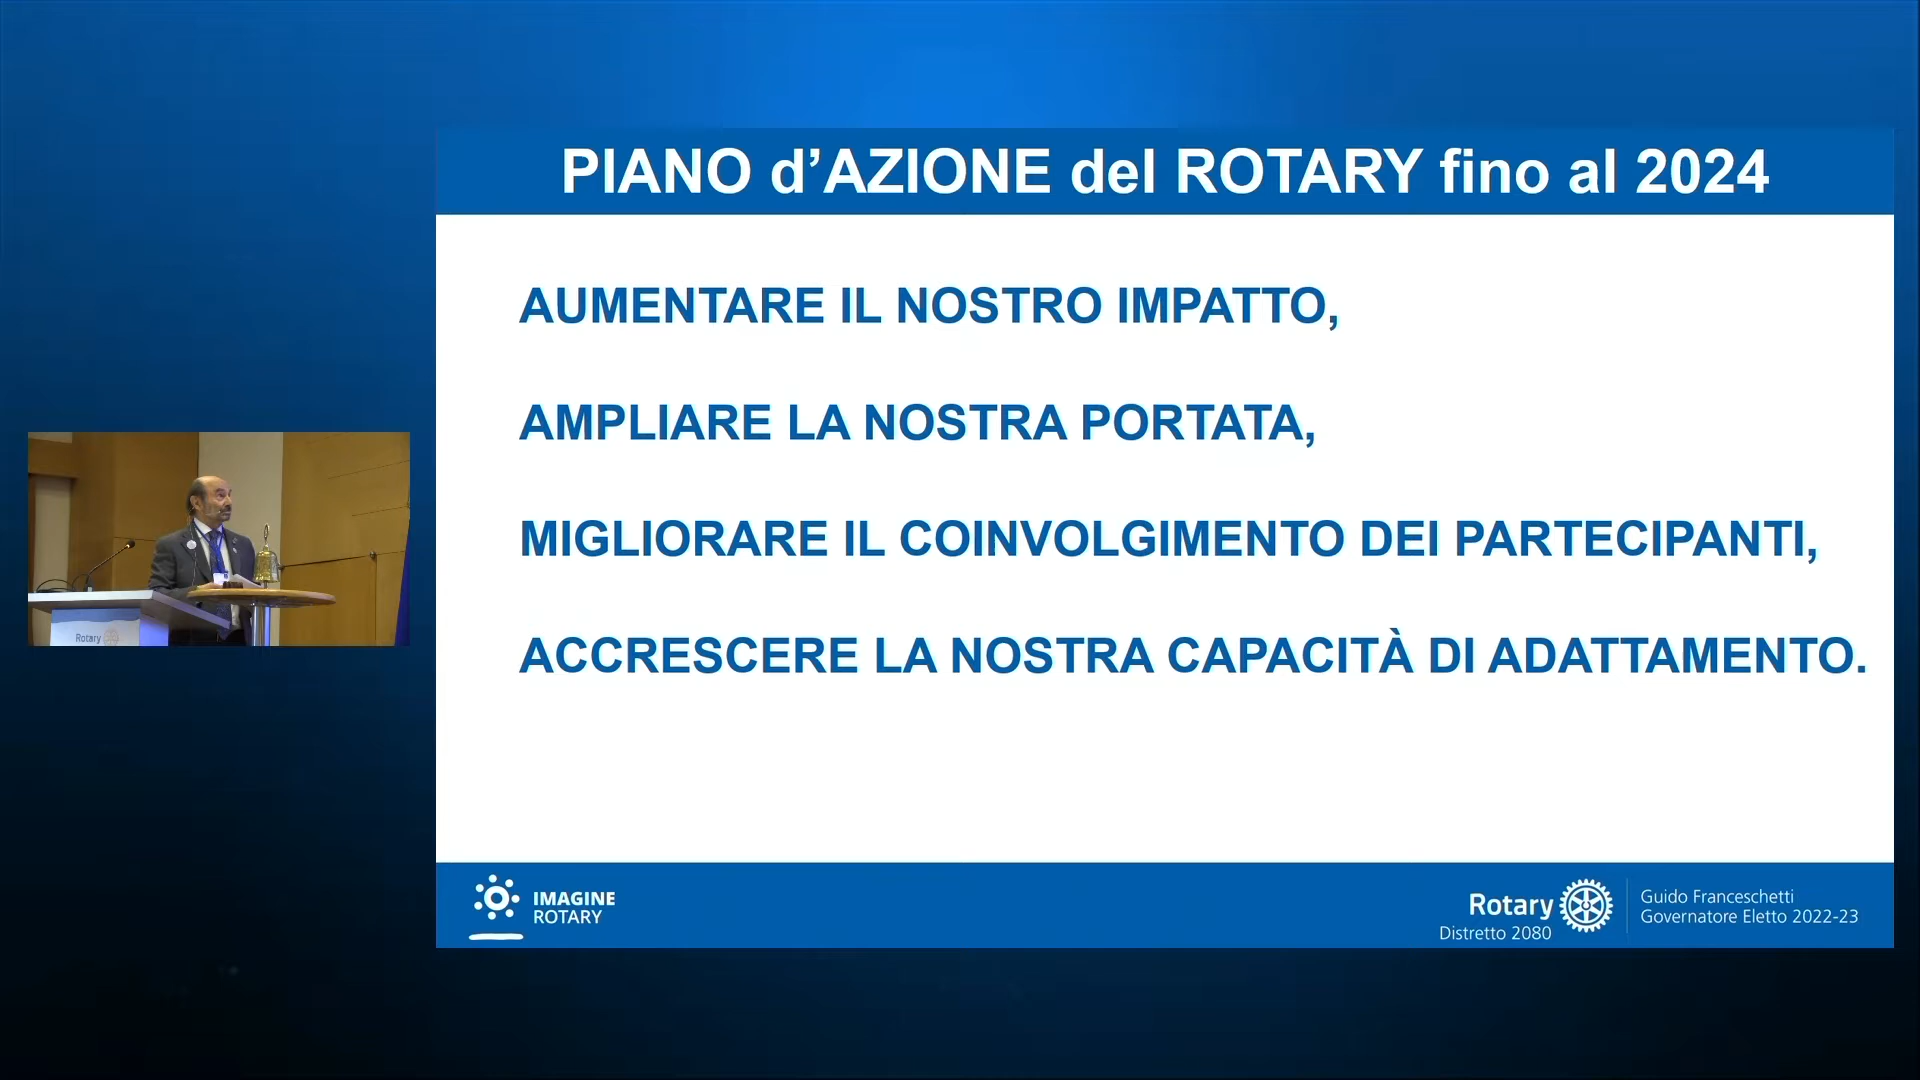 PIANO d’AZIONE del ROTARY fino al 2024
AUMENTARE IL NOSTRO IMPATTO,
AMPLIARE LA NOSTRA PORTATA,
MIGLIORARE IL COINVOLGIMENTO DEI PARTECIPANTI,
ACCRESCERE LA NOSTRA CAPACITÀ DI ADATTAMENTO.
Rotary
IMAGINE
ROTARY
Rotary
Distretto 2080
Guido Franceschetti
Governatore Eletto 2022-23